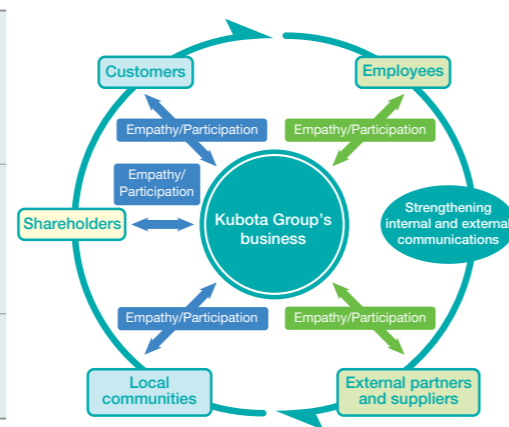 Customers
Employees
Empathy/Participation
Empathy/Participation
Empathy/
Participation
Shareholders
Kubota Group's
business
Strengthening
internal and external
communications
Empathy/Participation
Empathy/Participation
Local
communities
External partners
and suppliers